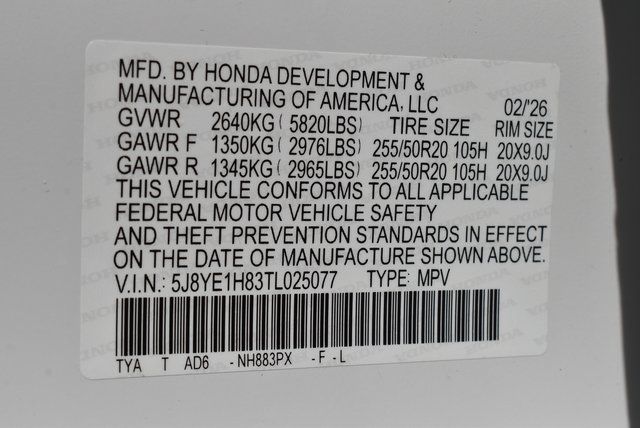 MFD. BY HONDA DEVELOPMENT &
MANUFACTURING OF AMERICA, LLC 02/'26
GVWR 2640KG ( 5820LBS) TIRE SIZE RIM SIZE
GAWR F 1350KG ( 2976LBS) 255/50R20 105H 20X9.0J
GAWR R 1345KG ( 2965LBS) 255/50R20 105H 20X9.0J
THIS VEHICLE CONFORMS TO ALL APPLICABLE
FEDERAL MOTOR VEHICLE SAFETY
AND THEFT PREVENTION STANDARDS IN EFFECT
ON THE DATE OF MANUFACTURE SHOWN ABOVE.
V.I.N.: 5J8YE1H83TL025077 TYPE: MPV
TYA T AD6 -NH883PX -F-L